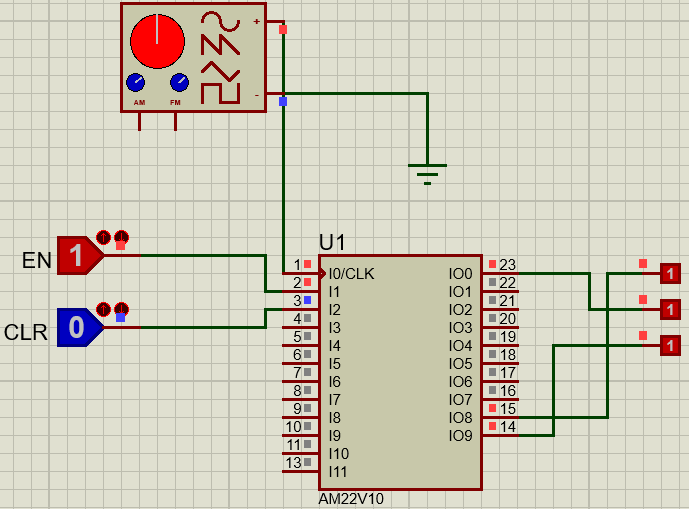 +
-
AM FM
U1
EN 1
CLR 0
1 I0/CLK IO0 23 1
2 I1 IO1 22
3 I2 IO2 21 1
4 I3 IO3 20
5 I4 IO4 19 1
6 I5 IO5 18
7 I6 IO6 17
8 I7 IO7 16
9 I8 IO8 15
10 I9 IO9 14
11 I10
13 I11
AM22V10